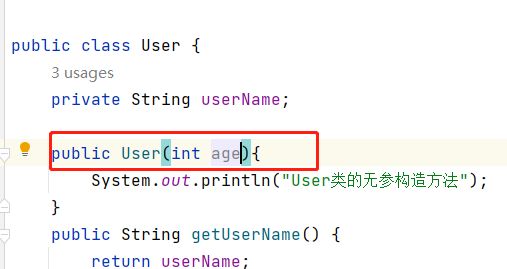 public class User {
3 usages
private String userName;
public User(int age){
System.out.println("User类的无参构造方法");
}
public String getUserName() {
return userName;